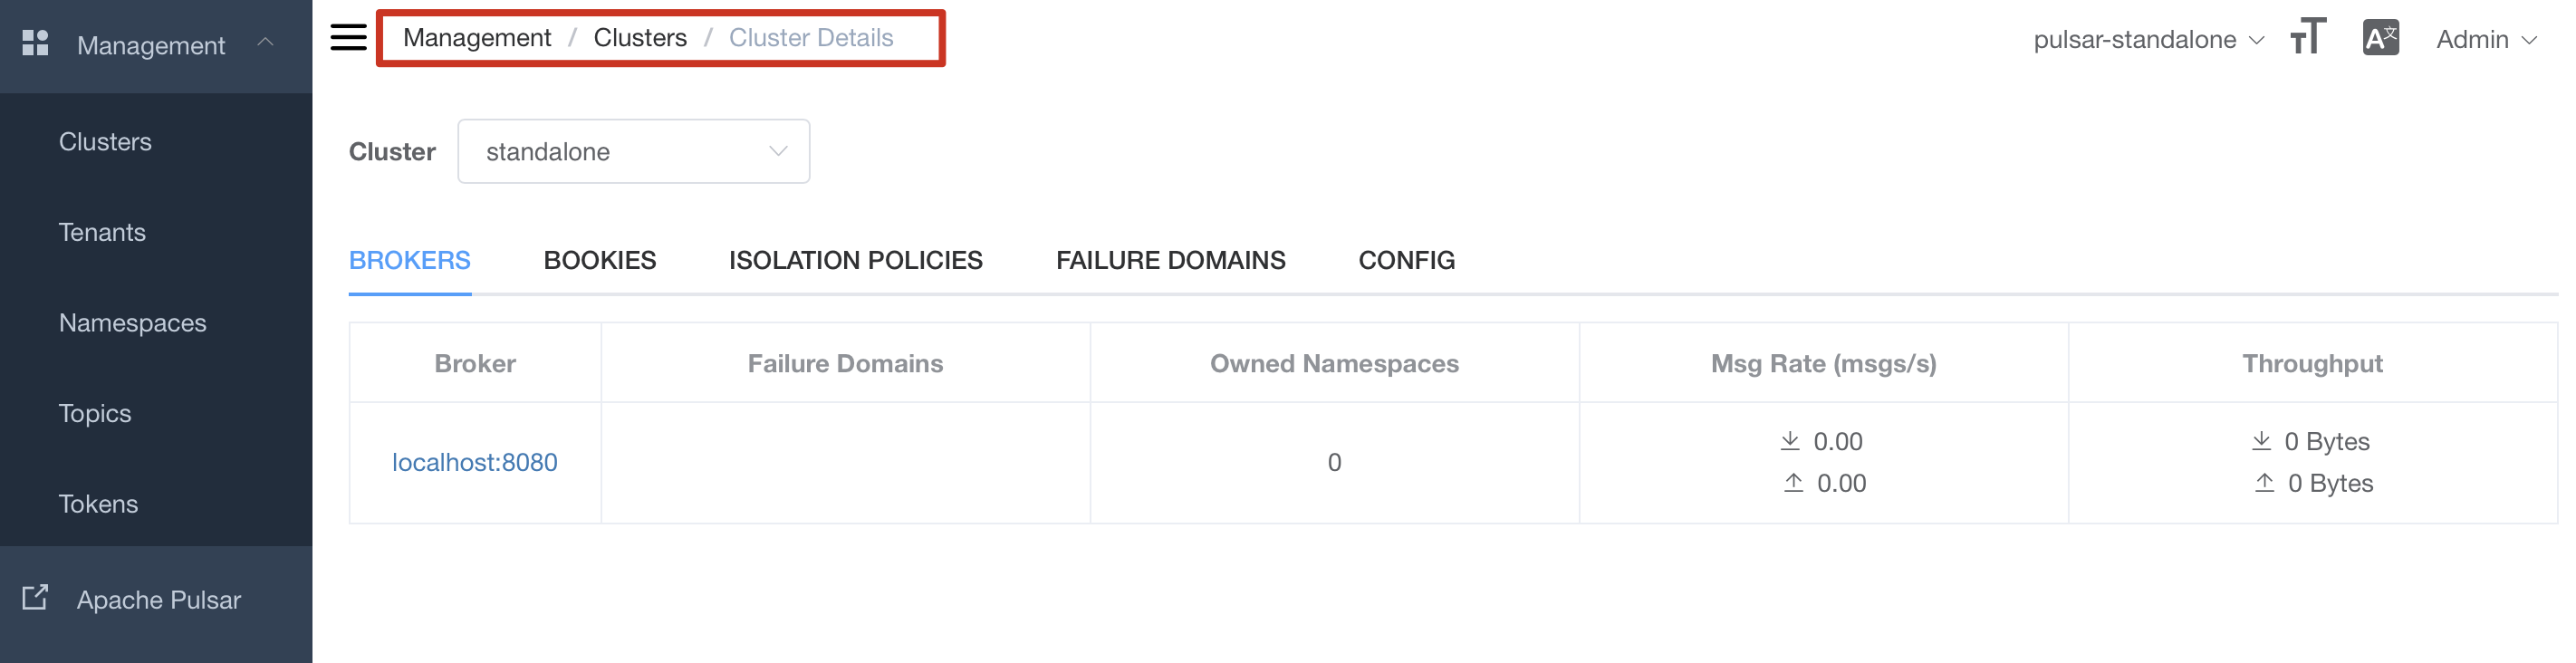 Management
Clusters
Tenants
Namespaces
Topics
Tokens
Apache Pulsar
Management / Clusters / Cluster Details
pulsar-standalone
Admin
Cluster standalone
BROKERS BOOKIES ISOLATION POLICIES FAILURE DOMAINS CONFIG
Broker Failure Domains Owned Namespaces Msg Rate (msgs/s) Throughput
localhost:8080 0 0.00 0 Bytes
0.00 0 Bytes